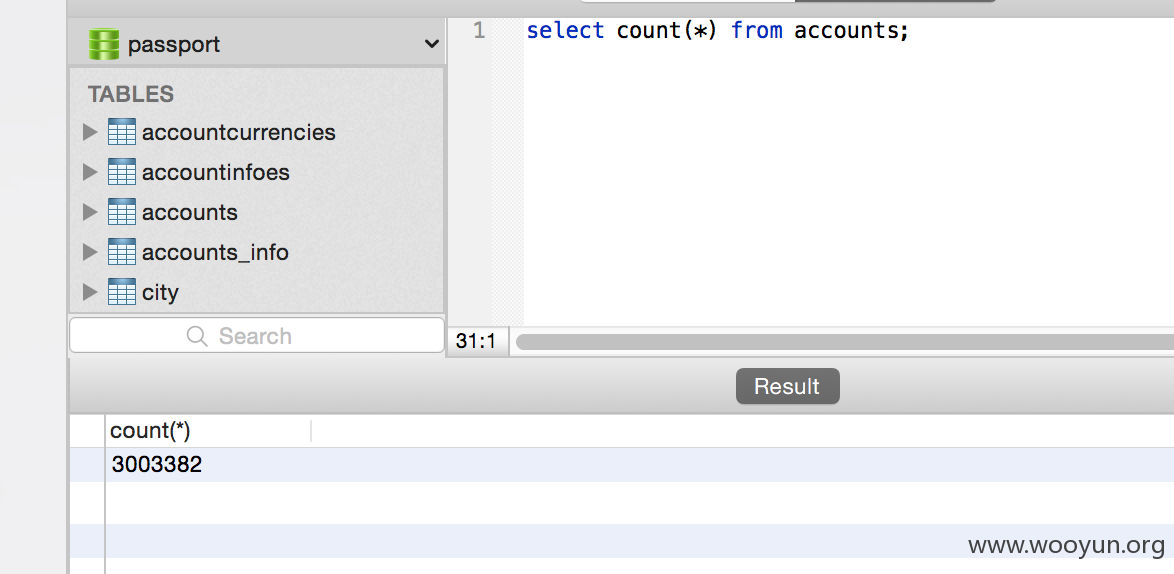 passport
TABLES
accountcurrencies
accountinfoes
accounts
accounts_info
city
Search
1 select count(*) from accounts;
31:1
Result
count(*)
3003382
www.wooyun.org